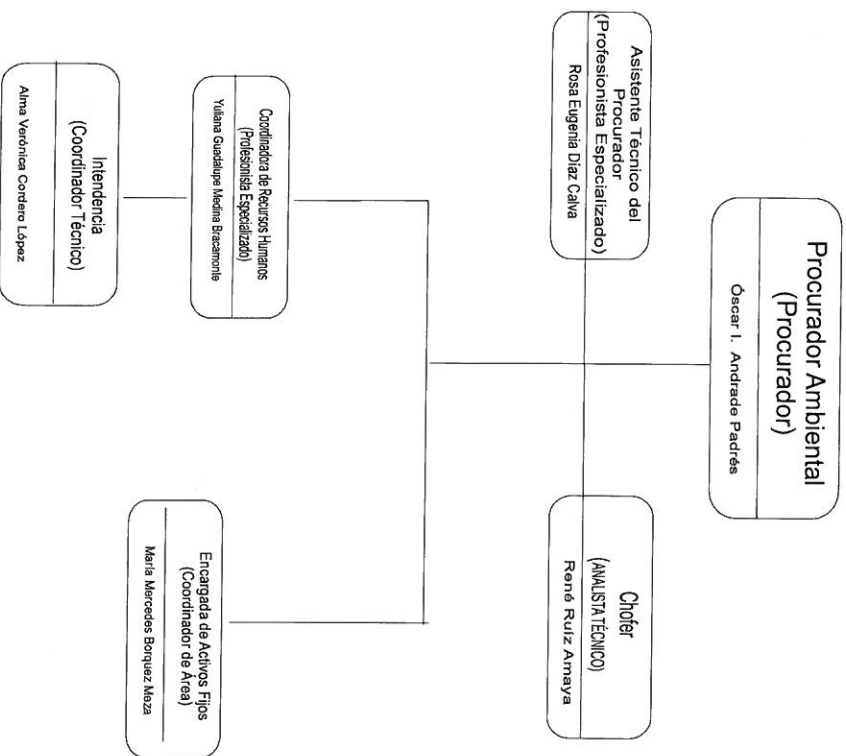 Procurador Ambiental
(Procurador)
Óscar I. Andrade Padrés
Asistente Técnico del
Procurador
(Profesionista Especializado)
Rosa Eugenia Díaz Calva
Chofer
(ANALISTA TÉCNICO)
René Ruíz Amaya
Coordinadora de Recursos Humanos
(Profesionista Especializado)
Yuliana Guadalupe Medina Bracamonte
Encargada de Activos Fijos
(Coordinador de Área)
María Mercedes Borquez Meza
Intendencia
(Coordinador Técnico)
Alma Verónica Cordero López